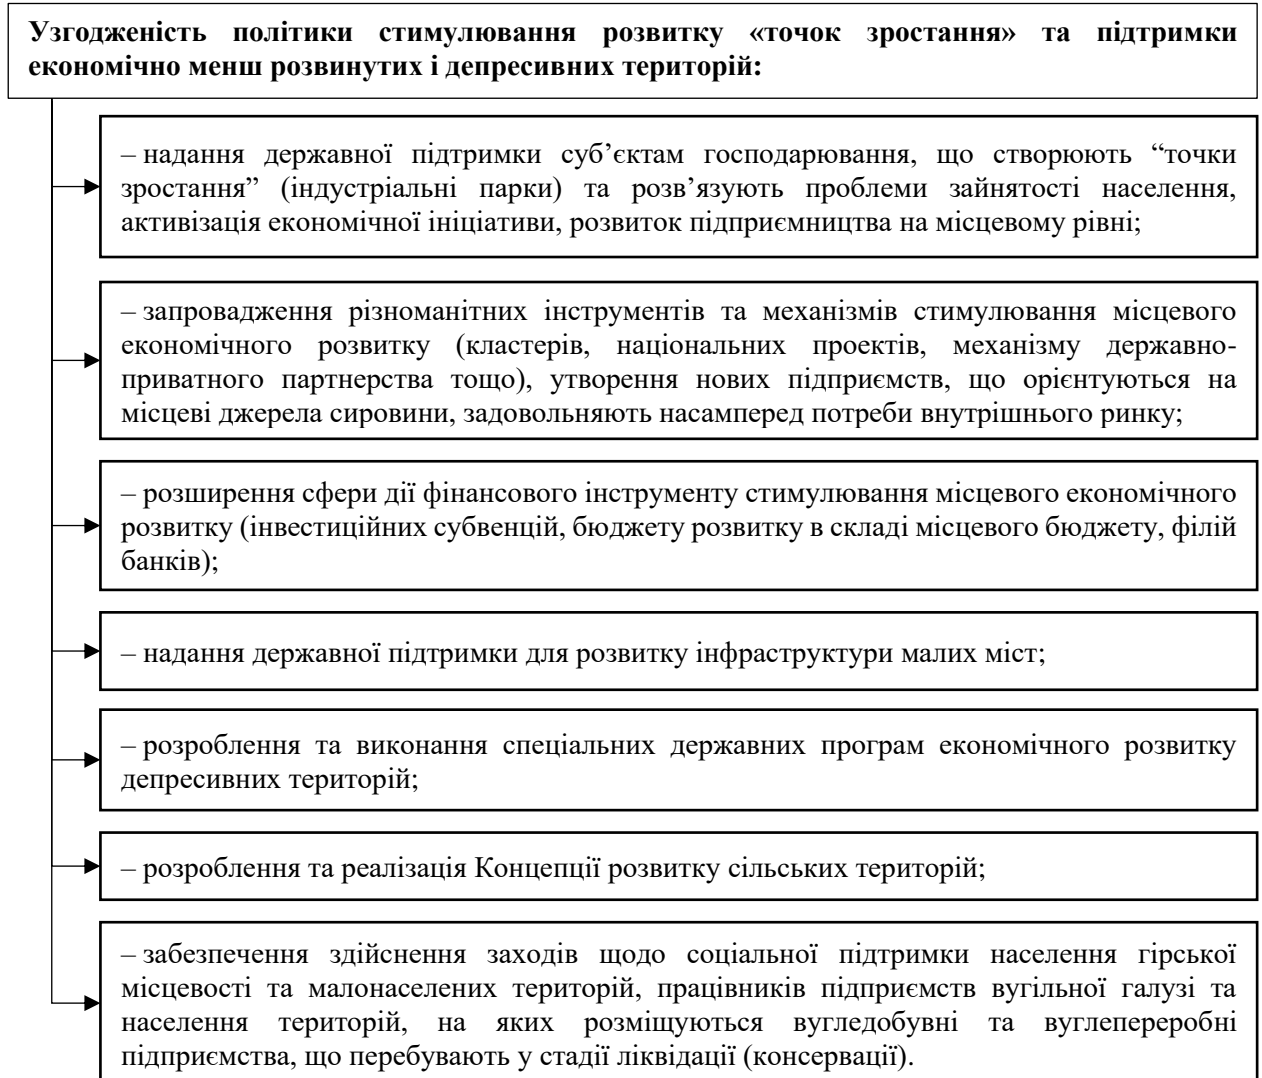 Узгодженість політики стимулювання розвитку «точок зростання» та підтримки
економічно менш розвинутих і депресивних територій:
– надання державної підтримки суб’єктам господарювання, що створюють “точки
зростання” (індустріальні парки) та розв’язують проблеми зайнятості населення,
активізація економічної ініціативи, розвиток підприємництва на місцевому рівні;
– запровадження різноманітних інструментів та механізмів стимулювання місцевого
економічного розвитку (кластерів, національних проектів, механізму державно-
приватного партнерства тощо), утворення нових підприємств, що орієнтуються на
місцеві джерела сировини, задовольняють насамперед потреби внутрішнього ринку;
– розширення сфери дії фінансового інструменту стимулювання місцевого економічного
розвитку (інвестиційних субвенцій, бюджету розвитку в складі місцевого бюджету, філій
банків);
– надання державної підтримки для розвитку інфраструктури малих міст;
– розроблення та виконання спеціальних державних програм економічного розвитку
депресивних територій;
– розроблення та реалізація Концепції розвитку сільських територій;
– забезпечення здійснення заходів щодо соціальної підтримки населення гірської
місцевості та малонаселених територій, працівників підприємств вугільної галузі та
населення територій, на яких розміщуються вугледобувні та вуглепереробні
підприємства, що перебувають у стадії ліквідації (консервації).